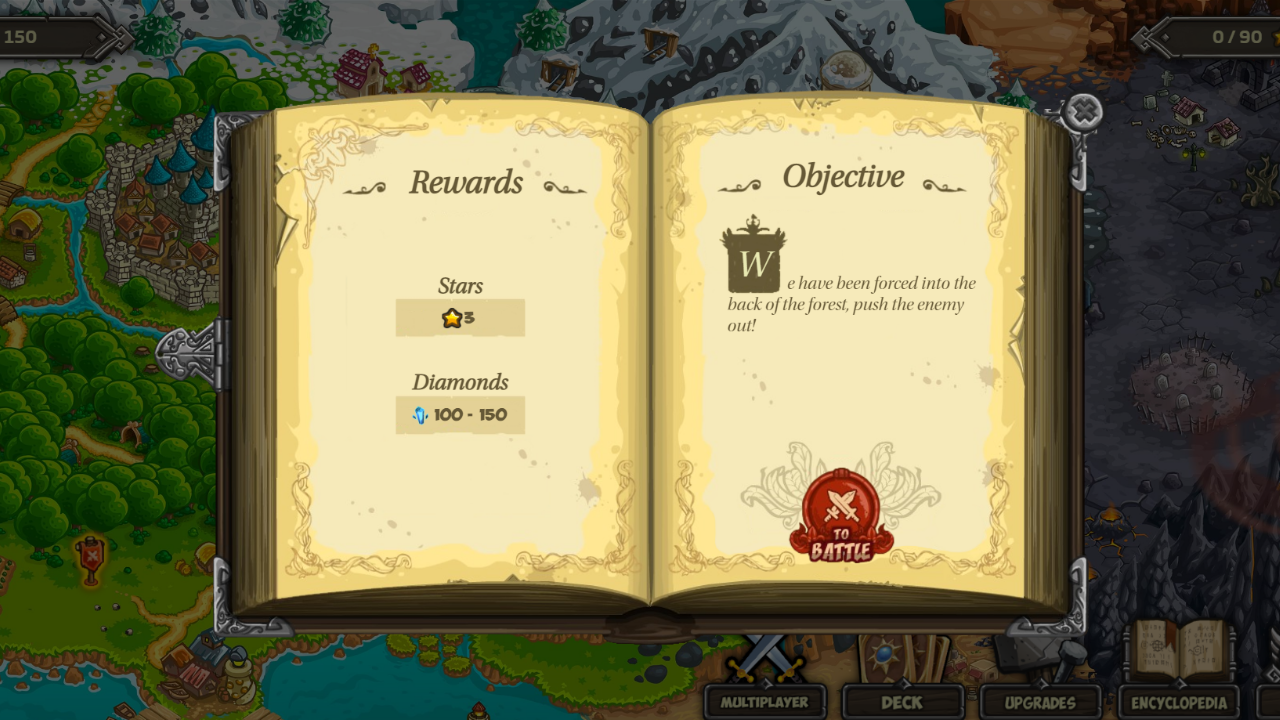 150
0 / 90
Rewards
Stars
3
Diamonds
100 - 150
Objective
We have been forced into the
back of the forest, push the enemy
out!
TO
BATTLE
MULTIPLAYER
DECK
UPGRADES
ENCYCLOPEDIA